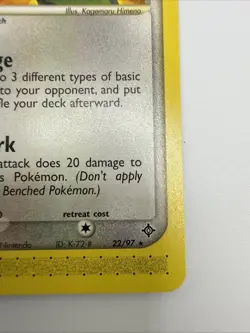 Illus. Kagemaru Himeno
ch
ge
o 3 different types of basic
to your opponent, and put
fle your deck afterward.
rk
attack does 20 damage to
s Pokémon. (Don't apply
Benched Pokémon.)
retreat cost
Nintendo ID: K-72-# 22/97 ★